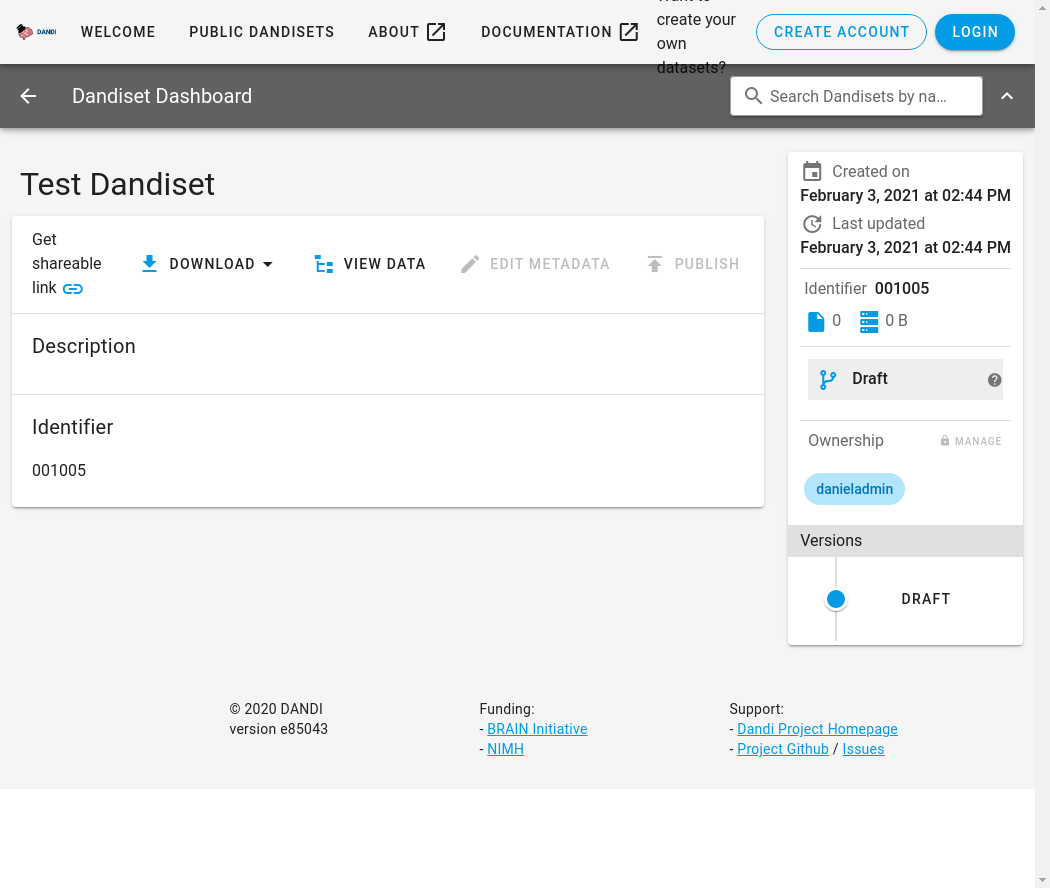 DANDI
WELCOME
PUBLIC DANDISETS
ABOUT
DOCUMENTATION
create your
own
datasets?
CREATE ACCOUNT
LOGIN
Dandiset Dashboard
Search Dandisets by na…
Test Dandiset
Get
shareable
link
DOWNLOAD
VIEW DATA
EDIT METADATA
PUBLISH
Description
Identifier
001005
Created on
February 3, 2021 at 02:44 PM
Last updated
February 3, 2021 at 02:44 PM
Identifier 001005
0
0 B
Draft
Ownership
MANAGE
danieladmin
Versions
DRAFT
© 2020 DANDI
version e85043
Funding:
- BRAIN Initiative
- NIMH
Support:
- Dandi Project Homepage
- Project Github / Issues